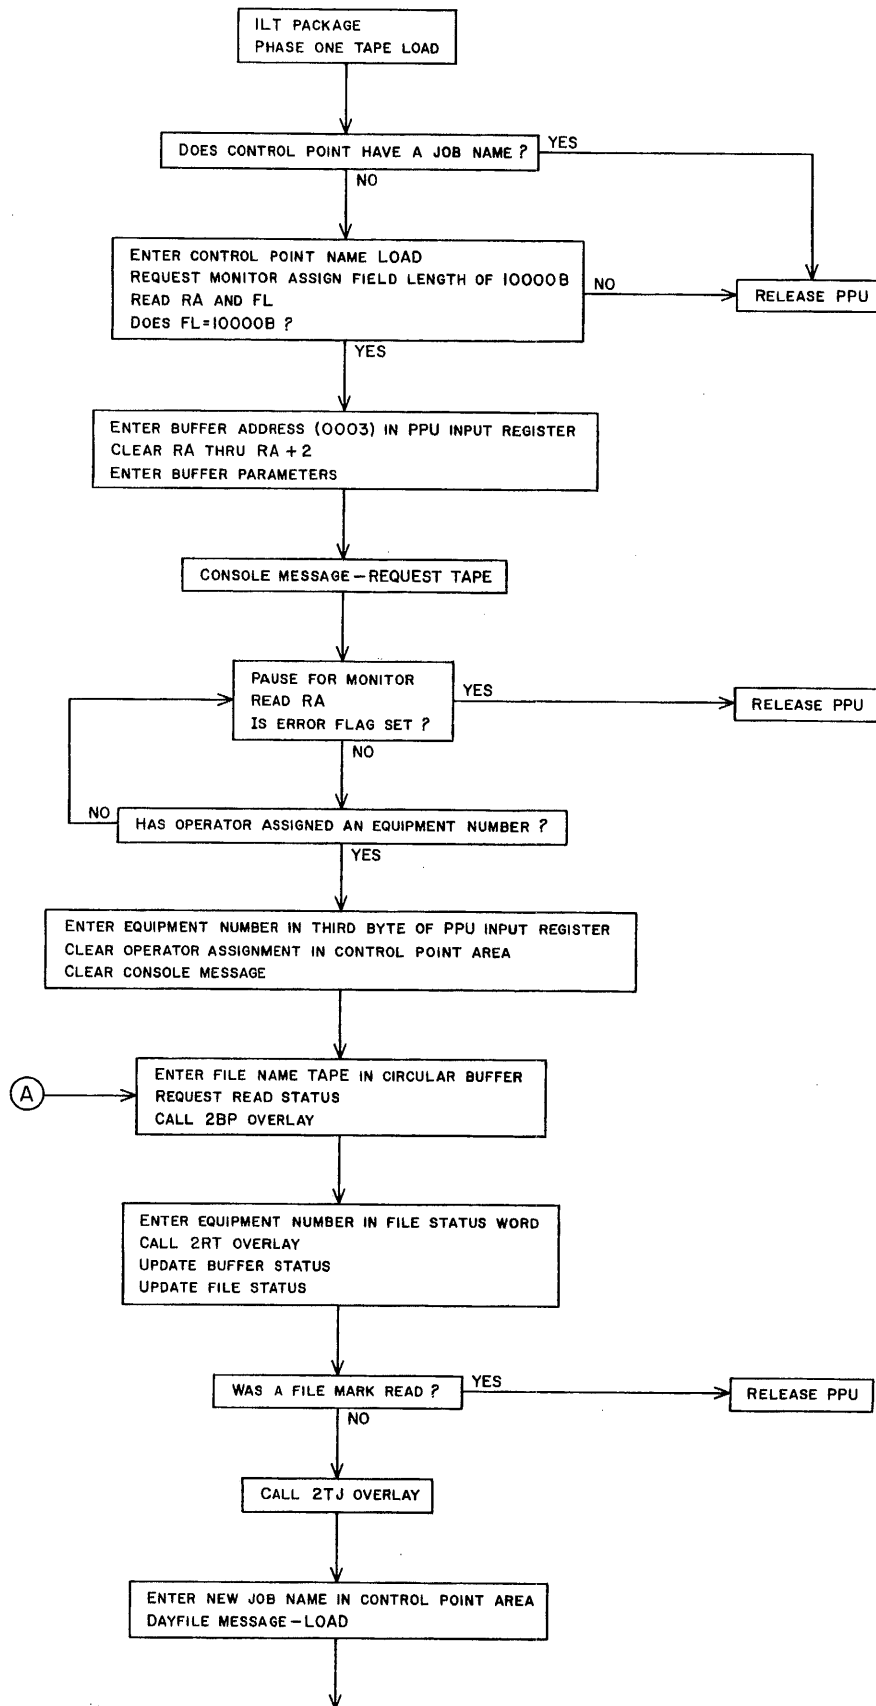 ILT PACKAGE
PHASE ONE TAPE LOAD
DOES CONTROL POINT HAVE A JOB NAME?
YES
NO
ENTER CONTROL POINT NAME LOAD
REQUEST MONITOR ASSIGN FIELD LENGTH OF 10000B
READ RA AND FL
DOES FL=10000B?
NO
RELEASE PPU
YES
ENTER BUFFER ADDRESS (0003) IN PPU INPUT REGISTER
CLEAR RA THRU RA+2
ENTER BUFFER PARAMETERS
CONSOLE MESSAGE—REQUEST TAPE
PAUSE FOR MONITOR
READ RA
IS ERROR FLAG SET?
YES
RELEASE PPU
NO
NO
HAS OPERATOR ASSIGNED AN EQUIPMENT NUMBER?
YES
ENTER EQUIPMENT NUMBER IN THIRD BYTE OF PPU INPUT REGISTER
CLEAR OPERATOR ASSIGNMENT IN CONTROL POINT AREA
CLEAR CONSOLE MESSAGE
A
ENTER FILE NAME TAPE IN CIRCULAR BUFFER
REQUEST READ STATUS
CALL 2BP OVERLAY
ENTER EQUIPMENT NUMBER IN FILE STATUS WORD
CALL 2RT OVERLAY
UPDATE BUFFER STATUS
UPDATE FILE STATUS
WAS A FILE MARK READ?
YES
RELEASE PPU
NO
CALL 2TJ OVERLAY
ENTER NEW JOB NAME IN CONTROL POINT AREA
DAYFILE MESSAGE—LOAD